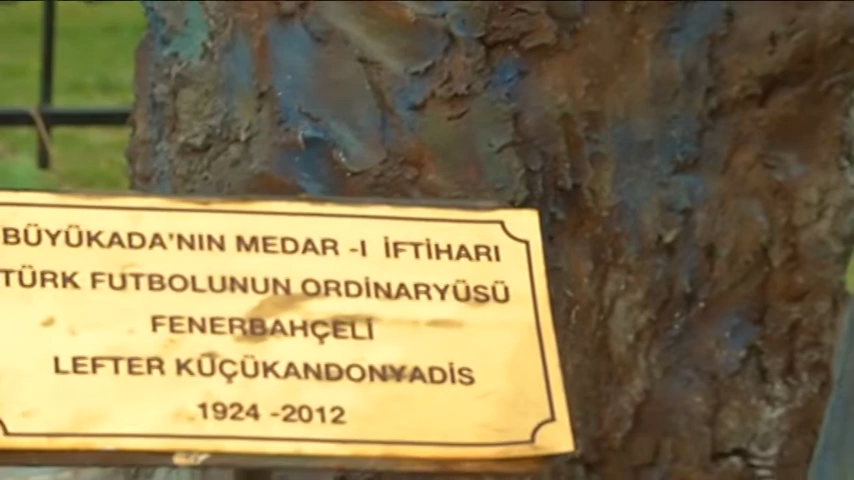 BÜYÜKADA'NIN MEDAR -I İFTİHARI
TÜRK FUTBOLUNUN ORDİNARYÜSÜ
FENERBAHÇELİ
LEFTER KÜÇÜKANDONYADİS
1924 -2012